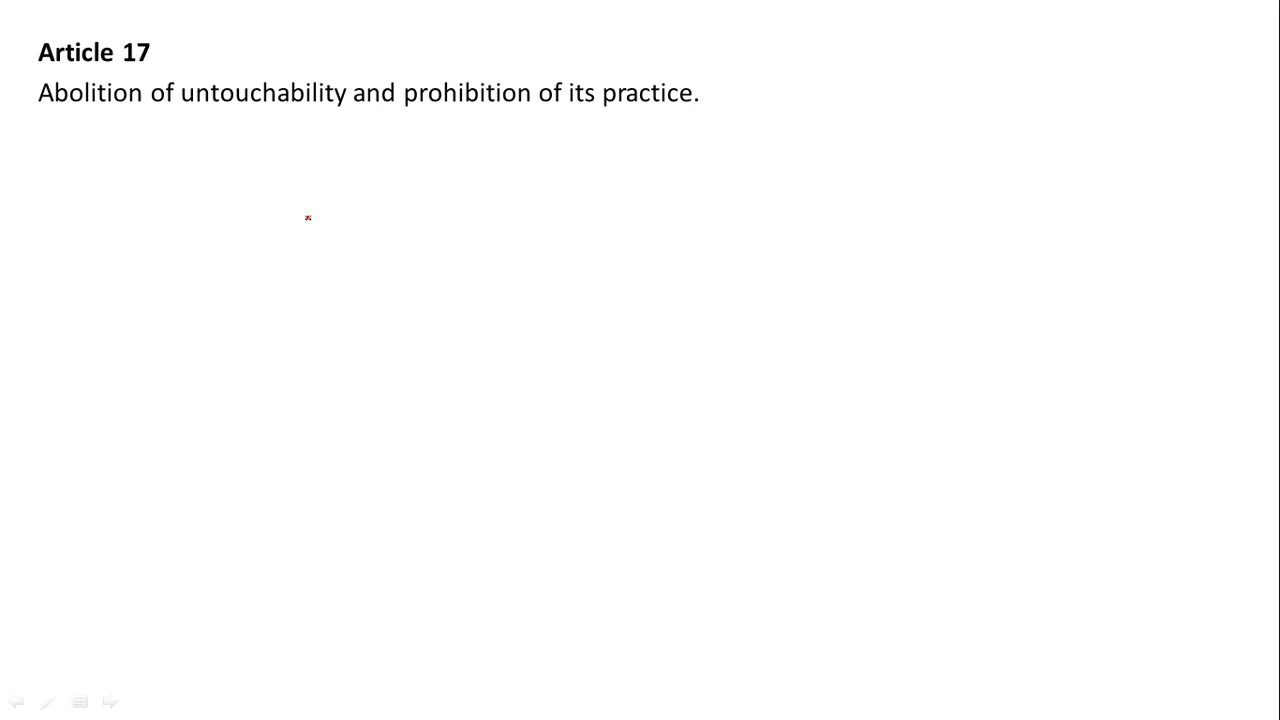 Article 17
Abolition of untouchability and prohibition of its practice.